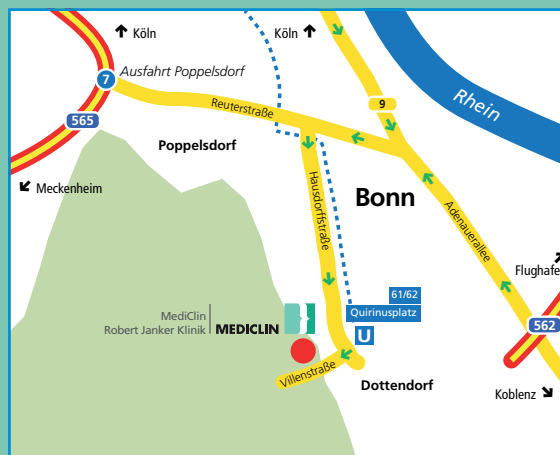 Köln
Köln
Ausfahrt Poppelsdorf
7
9
Rhein
Reuterstraße
565
Poppelsdorf
Meckenheim
Bonn
Hausdorffstraße
Adenauerallee
Flughafe
61/62
Quirinusplatz
U
562
MediClin
Robert Janker Klinik
MEDICLIN
Villenstraße
Dottendorf
Koblenz